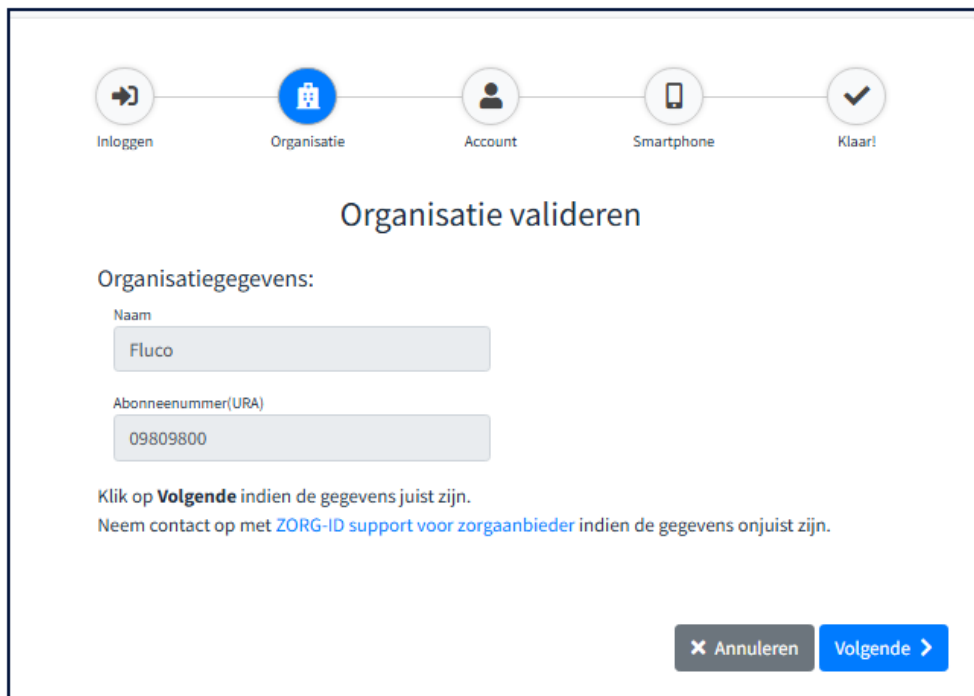 Inloggen
Organisatie
Account
Smartphone
Klaar!
Organisatie valideren
Organisatiegegevens:
Naam
Fluco
Abonneenummer(URA)
09809800
Klik op Volgende indien de gegevens juist zijn.
Neem contact op met ZORG-ID support voor zorgaanbieder indien de gegevens onjuist zijn.
Annuleren
Volgende